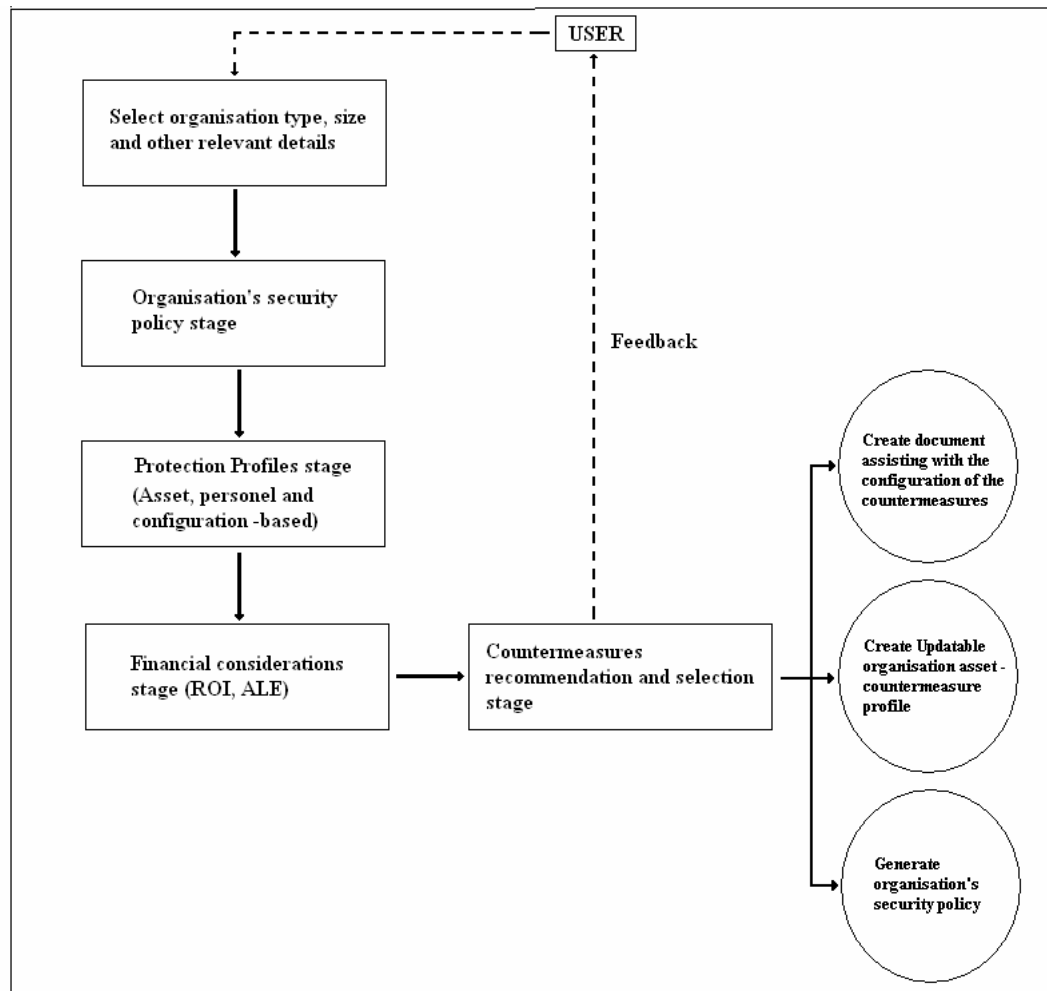 USER
Select organisation type, size
and other relevant details
Organisation's security
policy stage
Feedback
Protection Profiles stage
(Asset, personel and
configuration -based)
Financial considerations
stage (ROI, ALE)
Countermeasures
recommendation and selection
stage
Create document
assisting with the
configuration of the
countermeasures
Create Updatable
organisation asset -
countermeasure
profile
Generate
organisation's
security policy